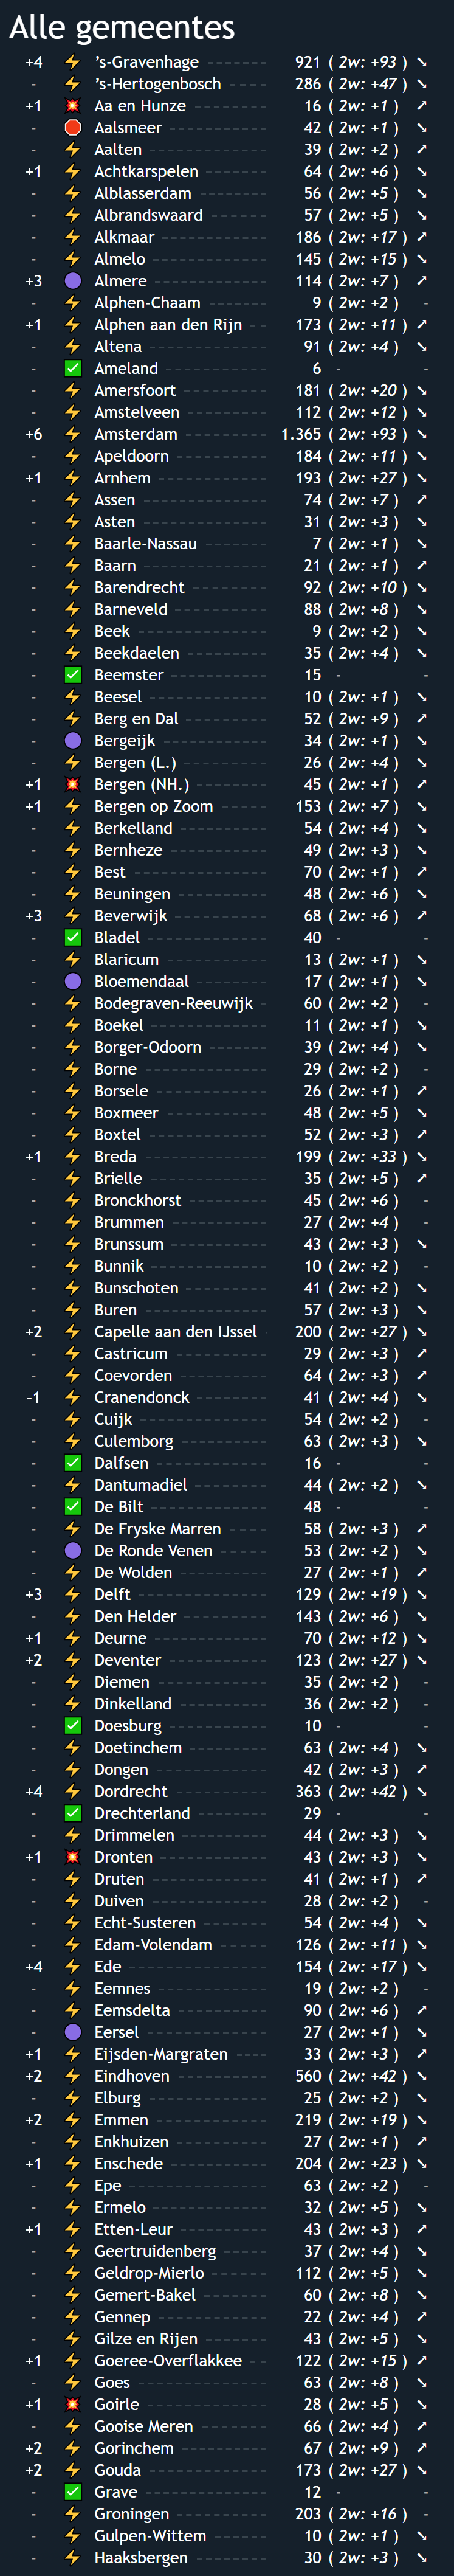 Alle gemeentes
+4 ⚡ ’s-Gravenhage 921 ( 2w: +93 ) ↘
- ⚡ ’s-Hertogenbosch 286 ( 2w: +47 ) ↘
+1 💥 Aa en Hunze 16 ( 2w: +1 ) ↗
- 🛑 Aalsmeer 42 ( 2w: +1 ) ↘
- ⚡ Aalten 39 ( 2w: +2 ) ↗
+1 ⚡ Achtkarspelen 64 ( 2w: +6 ) ↘
- ⚡ Alblasserdam 56 ( 2w: +5 ) ↘
- ⚡ Albrandswaard 57 ( 2w: +5 ) ↘
- ⚡ Alkmaar 186 ( 2w: +17 ) ↗
- ⚡ Almelo 145 ( 2w: +15 ) ↘
+3 🟣 Almere 114 ( 2w: +7 ) ↗
- ⚡ Alphen-Chaam 9 ( 2w: +2 ) -
+1 ⚡ Alphen aan den Rijn 173 ( 2w: +11 ) ↗
- ⚡ Altena 91 ( 2w: +4 ) ↘
- ✅ Ameland 6 - -
- ⚡ Amersfoort 181 ( 2w: +20 ) ↘
- ⚡ Amstelveen 112 ( 2w: +12 ) ↘
+6 ⚡ Amsterdam 1.365 ( 2w: +93 ) ↘
- ⚡ Apeldoorn 184 ( 2w: +11 ) ↘
+1 ⚡ Arnhem 193 ( 2w: +27 ) ↘
- ⚡ Assen 74 ( 2w: +7 ) ↗
- ⚡ Asten 31 ( 2w: +3 ) ↘
- ⚡ Baarle-Nassau 7 ( 2w: +1 ) ↘
- ⚡ Baarn 21 ( 2w: +1 ) ↗
- ⚡ Barendrecht 92 ( 2w: +10 ) ↘
- ⚡ Barneveld 88 ( 2w: +8 ) ↘
- ⚡ Beek 9 ( 2w: +2 ) ↘
- ⚡ Beekdaelen 35 ( 2w: +4 ) ↘
- ✅ Beemster 15 - -
- ⚡ Beesel 10 ( 2w: +1 ) ↘
- ⚡ Berg en Dal 52 ( 2w: +9 ) ↗
- 🟣 Bergeijk 34 ( 2w: +1 ) ↘
- ⚡ Bergen (L.) 26 ( 2w: +4 ) ↘
+1 💥 Bergen (NH.) 45 ( 2w: +1 ) ↗
+1 ⚡ Bergen op Zoom 153 ( 2w: +7 ) ↘
- ⚡ Berkelland 54 ( 2w: +4 ) ↘
- ⚡ Bernheze 49 ( 2w: +3 ) ↘
- ⚡ Best 70 ( 2w: +1 ) ↗
- ⚡ Beuningen 48 ( 2w: +6 ) ↘
+3 ⚡ Beverwijk 68 ( 2w: +6 ) ↗
- ✅ Bladel 40 - -
- ⚡ Blaricum 13 ( 2w: +1 ) ↘
- 🟣 Bloemendaal 17 ( 2w: +1 ) ↘
- ⚡ Bodegraven-Reeuwijk 60 ( 2w: +2 ) -
- ⚡ Boekel 11 ( 2w: +1 ) ↘
- ⚡ Borger-Odoorn 39 ( 2w: +4 ) ↘
- ⚡ Borne 29 ( 2w: +2 ) -
- ⚡ Borsele 26 ( 2w: +1 ) ↗
- ⚡ Boxmeer 48 ( 2w: +5 ) ↘
- ⚡ Boxtel 52 ( 2w: +3 ) ↗
+1 ⚡ Breda 199 ( 2w: +33 ) ↘
- ⚡ Brielle 35 ( 2w: +5 ) ↗
- ⚡ Bronckhorst 45 ( 2w: +6 ) -
- ⚡ Brummen 27 ( 2w: +4 ) -
- ⚡ Brunssum 43 ( 2w: +3 ) ↘
- ⚡ Bunnik 10 ( 2w: +2 ) -
- ⚡ Bunschoten 41 ( 2w: +2 ) ↘
- ⚡ Buren 57 ( 2w: +3 ) ↘
+2 ⚡ Capelle aan den IJssel 200 ( 2w: +27 ) ↘
- ⚡ Castricum 29 ( 2w: +3 ) ↗
- ⚡ Coevorden 64 ( 2w: +3 ) ↗
-1 ⚡ Cranendonck 41 ( 2w: +4 ) ↘
- ⚡ Cuijk 54 ( 2w: +2 ) -
- ⚡ Culemborg 63 ( 2w: +3 ) ↘
- ✅ Dalfsen 16 - -
- ⚡ Dantumadiel 44 ( 2w: +2 ) ↘
- ✅ De Bilt 48 - -
- ⚡ De Fryske Marren 58 ( 2w: +3 ) ↗
- 🟣 De Ronde Venen 53 ( 2w: +2 ) ↘
- ⚡ De Wolden 27 ( 2w: +1 ) ↗
+3 ⚡ Delft 129 ( 2w: +19 ) ↘
- ⚡ Den Helder 143 ( 2w: +6 ) ↘
+1 ⚡ Deurne 70 ( 2w: +12 ) ↘
+2 ⚡ Deventer 123 ( 2w: +27 ) ↘
- ⚡ Diemen 35 ( 2w: +2 ) -
- ⚡ Dinkelland 36 ( 2w: +2 ) -
- ✅ Doesburg 10 - -
- ⚡ Doetinchem 63 ( 2w: +4 ) ↘
- ⚡ Dongen 42 ( 2w: +3 ) ↗
+4 ⚡ Dordrecht 363 ( 2w: +42 ) ↘
- ✅ Drechterland 29 - -
- ⚡ Drimmelen 44 ( 2w: +3 ) ↘
+1 💥 Dronten 43 ( 2w: +3 ) ↘
- ⚡ Druten 41 ( 2w: +1 ) ↗
- ⚡ Duiven 28 ( 2w: +2 ) -
- ⚡ Echt-Susteren 54 ( 2w: +4 ) ↘
- ⚡ Edam-Volendam 126 ( 2w: +11 ) ↘
+4 ⚡ Ede 154 ( 2w: +17 ) ↘
- ⚡ Eemnes 19 ( 2w: +2 ) -
- ⚡ Eemsdelta 90 ( 2w: +6 ) ↗
- 🟣 Eersel 27 ( 2w: +1 ) ↘
+1 ⚡ Eijsden-Margraten 33 ( 2w: +3 ) ↗
+2 ⚡ Eindhoven 560 ( 2w: +42 ) ↘
- ⚡ Elburg 25 ( 2w: +2 ) ↘
+2 ⚡ Emmen 219 ( 2w: +19 ) ↘
- ⚡ Enkhuizen 27 ( 2w: +1 ) ↗
+1 ⚡ Enschede 204 ( 2w: +23 ) ↘
- ⚡ Epe 63 ( 2w: +2 ) -
- ⚡ Ermelo 32 ( 2w: +5 ) ↘
+1 ⚡ Etten-Leur 43 ( 2w: +3 ) ↗
- ⚡ Geertruidenberg 37 ( 2w: +4 ) ↘
- ⚡ Geldrop-Mierlo 112 ( 2w: +5 ) ↘
- ⚡ Gemert-Bakel 60 ( 2w: +8 ) ↘
- ⚡ Gennep 22 ( 2w: +4 ) ↗
- ⚡ Gilze en Rijen 43 ( 2w: +5 ) ↘
+1 ⚡ Goeree-Overflakkee 122 ( 2w: +15 ) ↗
- ⚡ Goes 63 ( 2w: +8 ) ↘
+1 💥 Goirle 28 ( 2w: +5 ) ↘
- ⚡ Gooise Meren 66 ( 2w: +4 ) ↗
+2 ⚡ Gorinchem 67 ( 2w: +9 ) ↗
+2 ⚡ Gouda 173 ( 2w: +27 ) ↘
- ✅ Grave 12 - -
- ⚡ Groningen 203 ( 2w: +16 ) -
- ⚡ Gulpen-Wittem 10 ( 2w: +1 ) ↘
- ⚡ Haaksbergen 30 ( 2w: +3 ) ↘